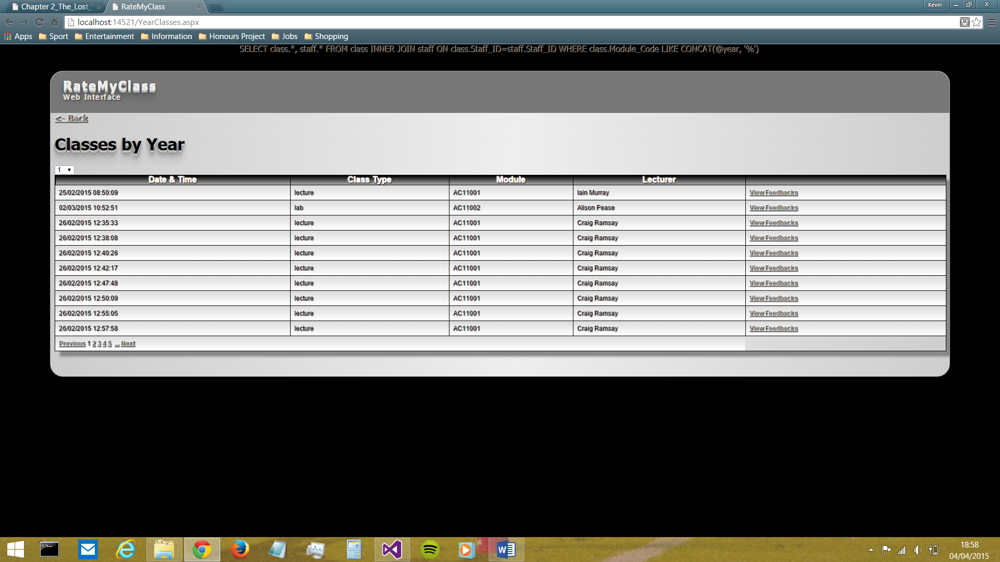 Chapter 2_The_Lost_
RateMyClass
Kevin
localhost:14521/YearClasses.aspx
Apps Sport Entertainment Information Honours Project Jobs Shopping
SELECT class.*, staff.* FROM class INNER JOIN staff ON class.Staff_ID=staff.Staff_ID WHERE class.Module_Code LIKE CONCAT(@year, '%')
RateMyClass
Web Interface
<- Back
Classes by Year
1
Date & Time Class Type Module Lecturer
25/02/2015 08:50:09 lecture AC11001 Iain Murray View Feedbacks
02/03/2015 10:52:51 lab AC11002 Alison Pease View Feedbacks
26/02/2015 12:35:33 lecture AC11001 Craig Ramsay View Feedbacks
26/02/2015 12:38:08 lecture AC11001 Craig Ramsay View Feedbacks
26/02/2015 12:40:26 lecture AC11001 Craig Ramsay View Feedbacks
26/02/2015 12:42:17 lecture AC11001 Craig Ramsay View Feedbacks
26/02/2015 12:47:48 lecture AC11001 Craig Ramsay View Feedbacks
26/02/2015 12:50:09 lecture AC11001 Craig Ramsay View Feedbacks
26/02/2015 12:55:05 lecture AC11001 Craig Ramsay View Feedbacks
26/02/2015 12:57:58 lecture AC11001 Craig Ramsay View Feedbacks
Previous 1 2 3 4 5 ... Next
18:58
04/04/2015